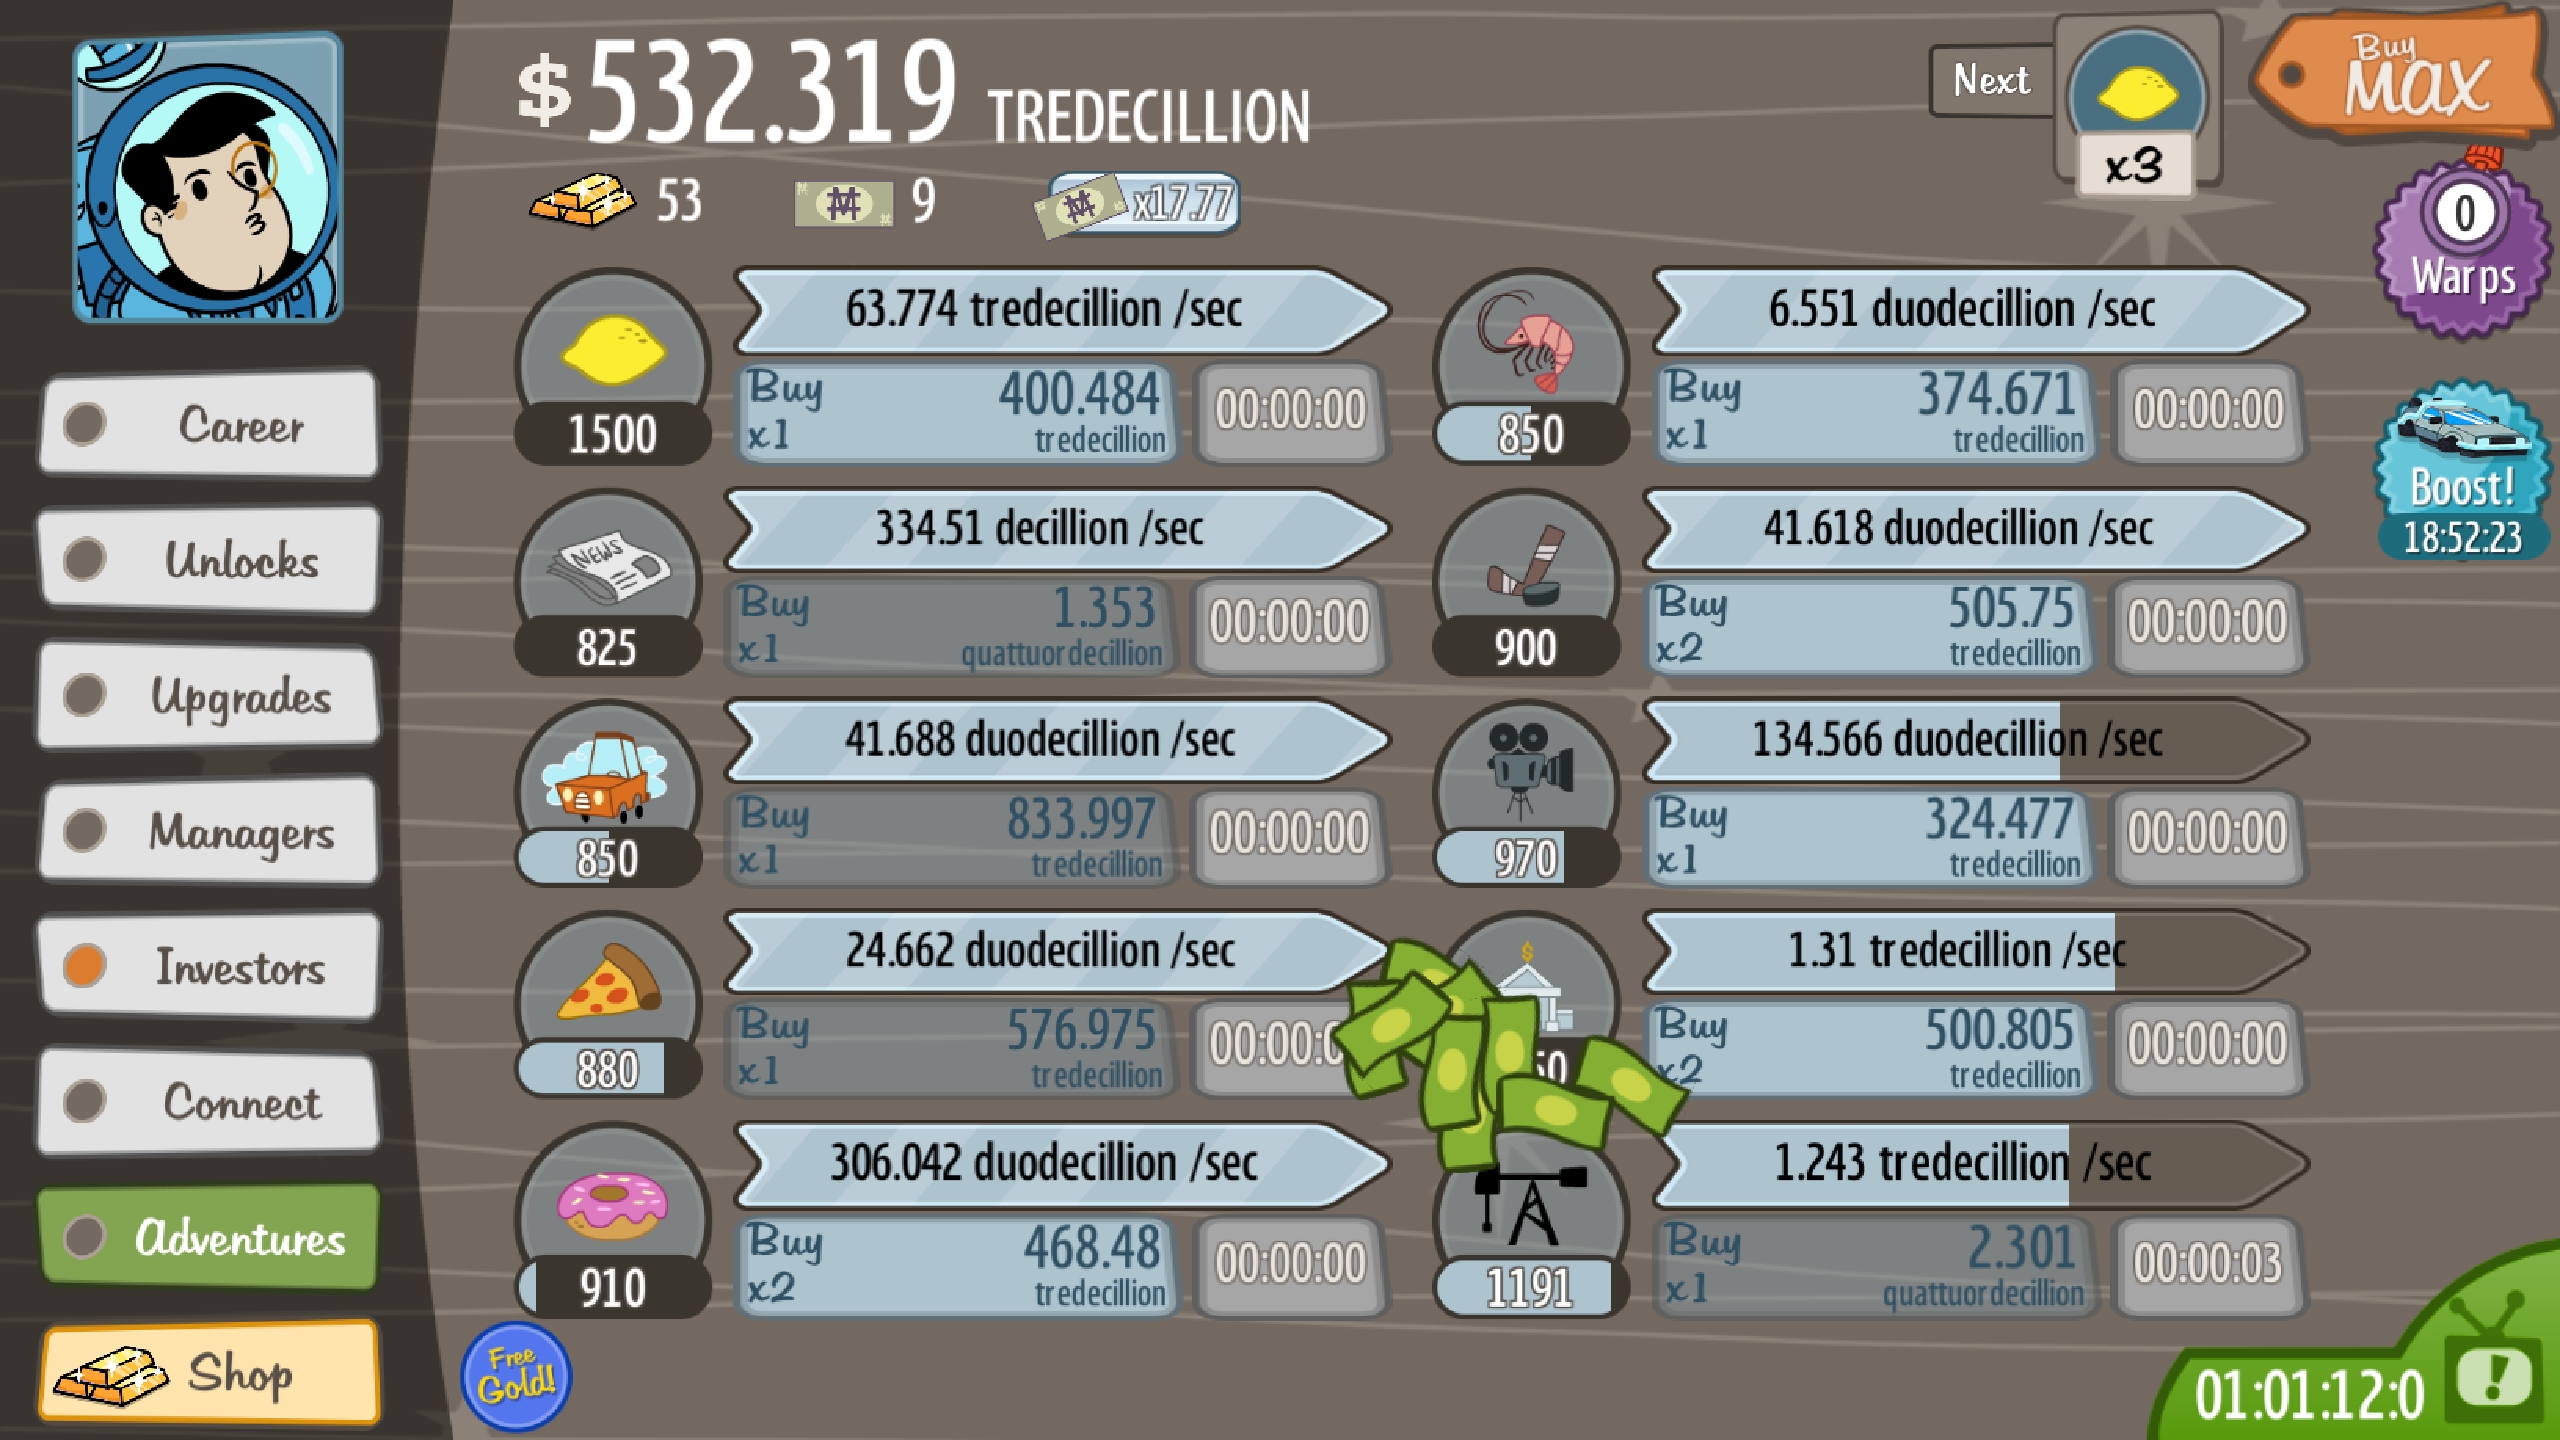 $532.319 TREDECILLION
53
9
x17.77
Next
x3
Buy
MAX
0
Warps
Boost!
18:52:23
Career
Unlocks
Upgrades
Managers
Investors
Connect
Adventures
Shop
Free
Gold!
63.774 tredecillion /sec
Buy 400.484
x1 tredecillion
00:00:00
1500
6.551 duodecillion /sec
Buy 374.671
x1 tredecillion
00:00:00
850
NEWS
334.51 decillion /sec
Buy 1.353
x1 quattuordecillion
00:00:00
825
41.618 duodecillion /sec
Buy 505.75
x2 tredecillion
00:00:00
900
41.688 duodecillion /sec
Buy 833.997
x1 tredecillion
00:00:00
850
134.566 duodecillion /sec
Buy 324.477
x1 tredecillion
00:00:00
970
24.662 duodecillion /sec
Buy 576.975
x1 tredecillion
880
1.31 tredecillion /sec
Buy 500.805
x2 tredecillion
00:00:00
306.042 duodecillion /sec
Buy 468.48
x2 tredecillion
00:00:00
910
1.243 tredecillion /sec
Buy 2.301
x1 quattuordecillion
00:00:03
1191
01:01:12:0